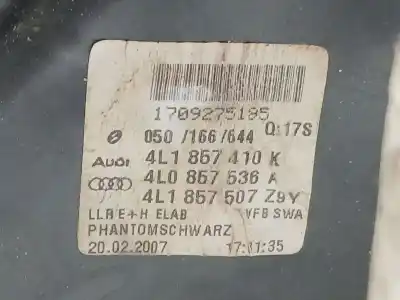 1709275195
050 /166/644 Q:17S
Audi 4L1 857 410 K
4L0 857 536 A
4L1 857 507 Z9Y
LLR E+H ELAB VFB SWA
PHANTOMSCHWARZ
20.02.2007 17:11:35